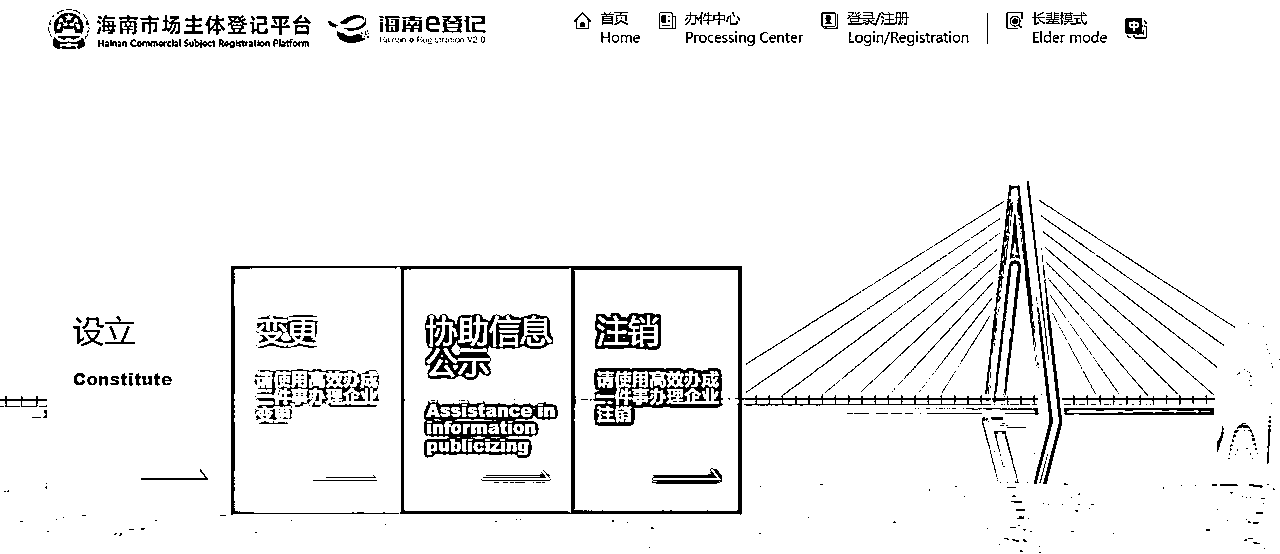 海南市场主体登记平台
Hainan Commercial Subject Registration Platform
海南e登记
Hainan e Registration V2.0
首页
Home
办件中心
Processing Center
登录/注册
Login/Registration
长辈模式
Elder mode
中
设立
Constitute
变更
请使用高效办成
一件事办理企业
变更
协助信息
公示
Assistance in
information
publicizing
注销
请使用高效办成
一件事办理企业
注销